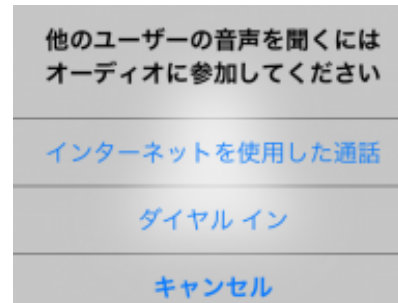 他のユーザーの音声を聞くには
オーディオに参加してください
インターネットを使用した通話
ダイヤル イン
キャンセル